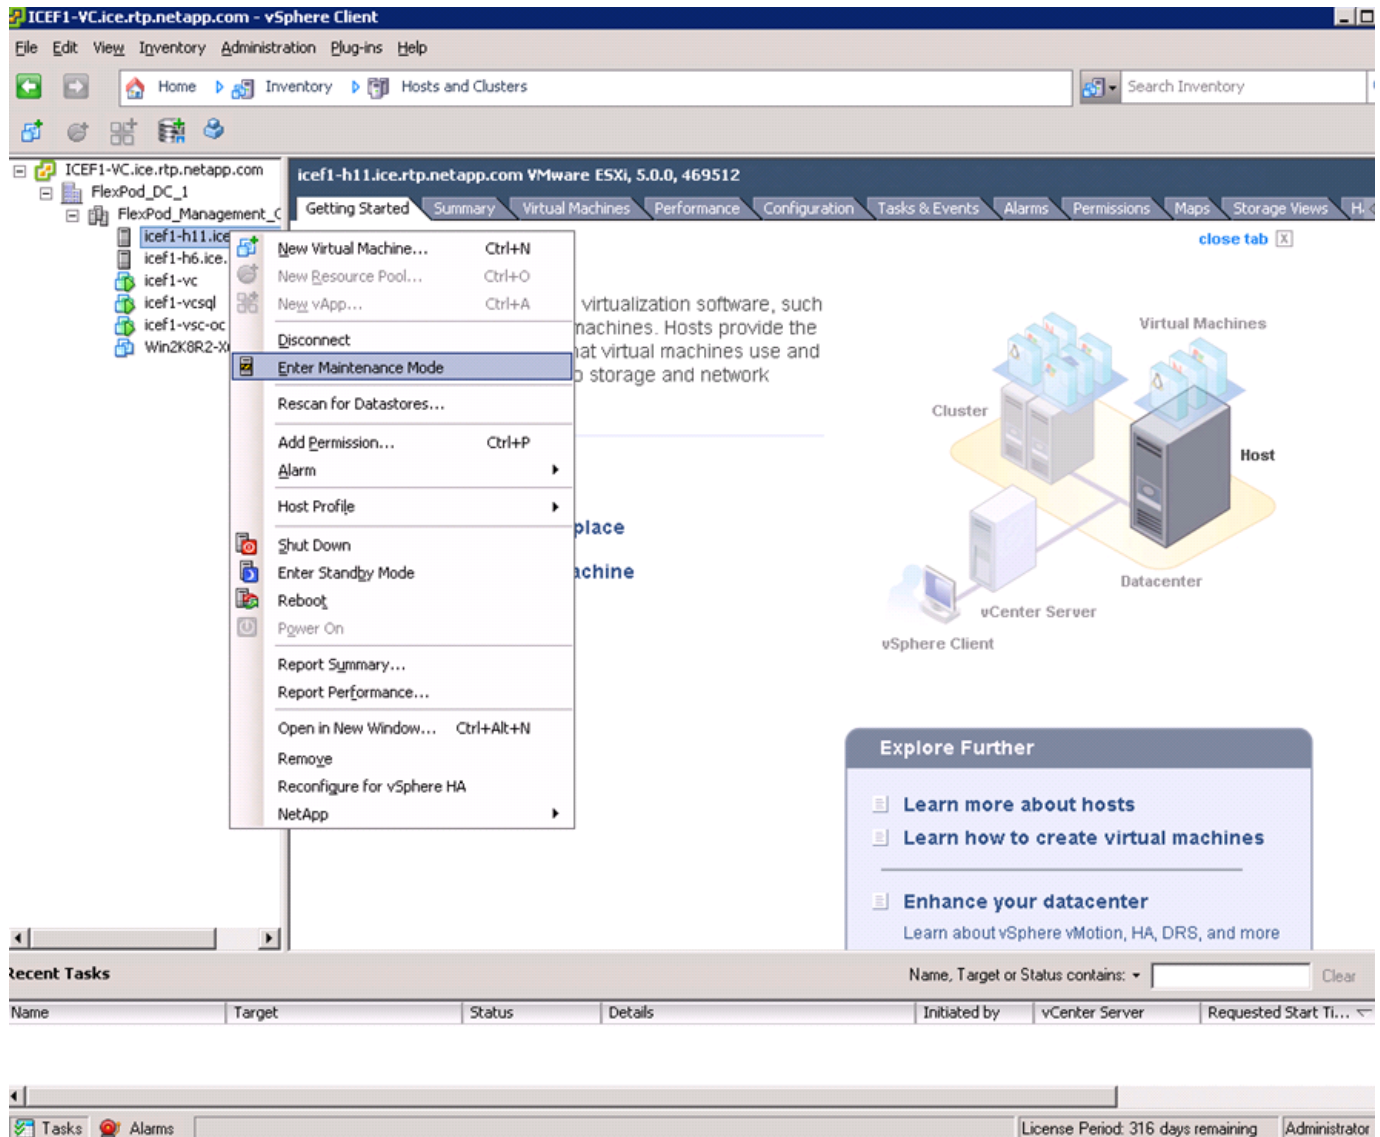 ICEF1-VC.ice.rtp.netapp.com - vSphere Client
File Edit View Inventory Administration Plug-ins Help
Home Inventory Hosts and Clusters Search Inventory
ICEF1-VC.ice.rtp.netapp.com
FlexPod_DC_1
FlexPod_Management_C
icef1-h11.ice
icef1-h6.ice.
icef1-vc
icef1-vcsql
icef1-vsc-oc
Win2K8R2-X
icef1-h11.ice.rtp.netapp.com VMware ESXi, 5.0.0, 469512
Getting Started Summary Virtual Machines Performance Configuration Tasks & Events Alarms Permissions Maps Storage Views H
close tab X
New Virtual Machine... Ctrl+N
New Resource Pool... Ctrl+O
New vApp... Ctrl+A
Disconnect
Enter Maintenance Mode
Rescan for Datastores...
Add Permission... Ctrl+P
Alarm
Host Profile
Shut Down
Enter Standby Mode
Reboot
Power On
Report Summary...
Report Performance...
Open in New Window... Ctrl+Alt+N
Remove
Reconfigure for vSphere HA
NetApp
virtualization software, such
machines. Hosts provide the
hat virtual machines use and
o storage and network
place
achine
Virtual Machines
Cluster
Host
Datacenter
vCenter Server
vSphere Client
Explore Further
Learn more about hosts
Learn how to create virtual machines
Enhance your datacenter
Learn about vSphere vMotion, HA, DRS, and more
Recent Tasks
Name, Target or Status contains: Clear
Name Target Status Details Initiated by vCenter Server Requested Start Ti...
Tasks Alarms License Period: 316 days remaining Administrator